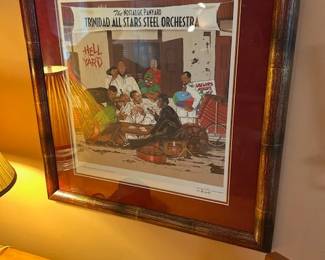 The NOSTALGIC PANYARD
TRINIDAD ALL STARS STEEL ORCHESTRA
HELL
YARD